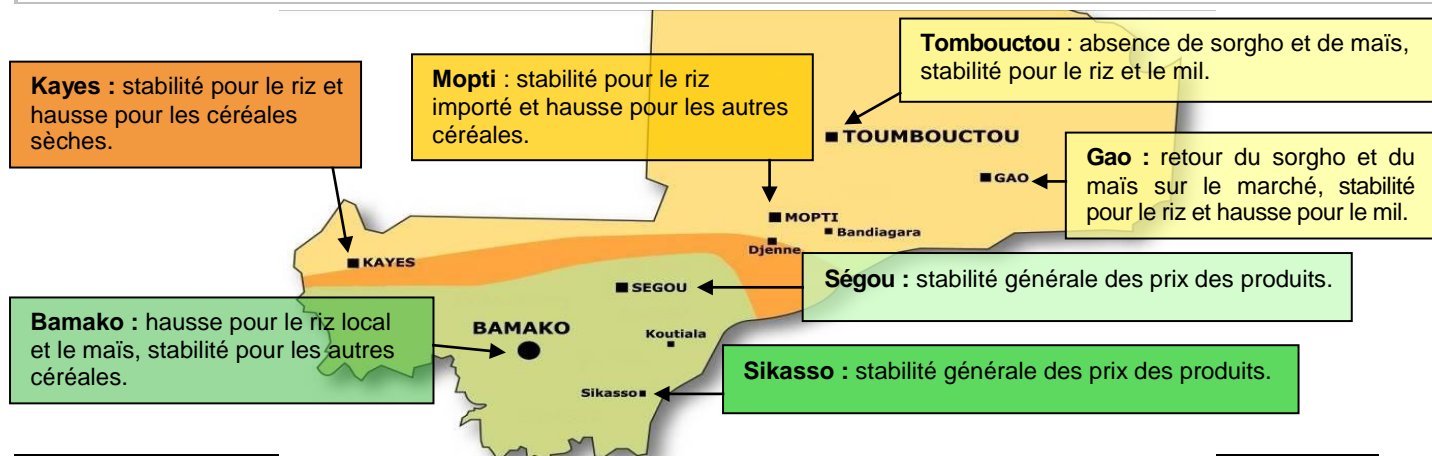 Tombouctou : absence de sorgho et de maïs,
stabilité pour le riz et le mil.
Kayes : stabilité pour le riz et
hausse pour les céréales
sèches.
Mopti : stabilité pour le riz
importé et hausse pour les autres
céréales.
TOUMBOUCTOU
Gao : retour du sorgho et du
maïs sur le marché, stabilité
pour le riz et hausse pour le mil.
GAO
MOPTI
Bandiagara
Djenne
KAYES
Ségou : stabilité générale des prix des produits.
SEGOU
Bamako : hausse pour le riz local
et le maïs, stabilité pour les autres
céréales.
BAMAKO
Koutiala
Sikasso : stabilité générale des prix des produits.
Sikasso